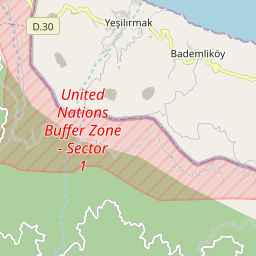 D.30
Yeşilırmak
Bademliköy
United
Nations
Buffer Zone
- Sector
1